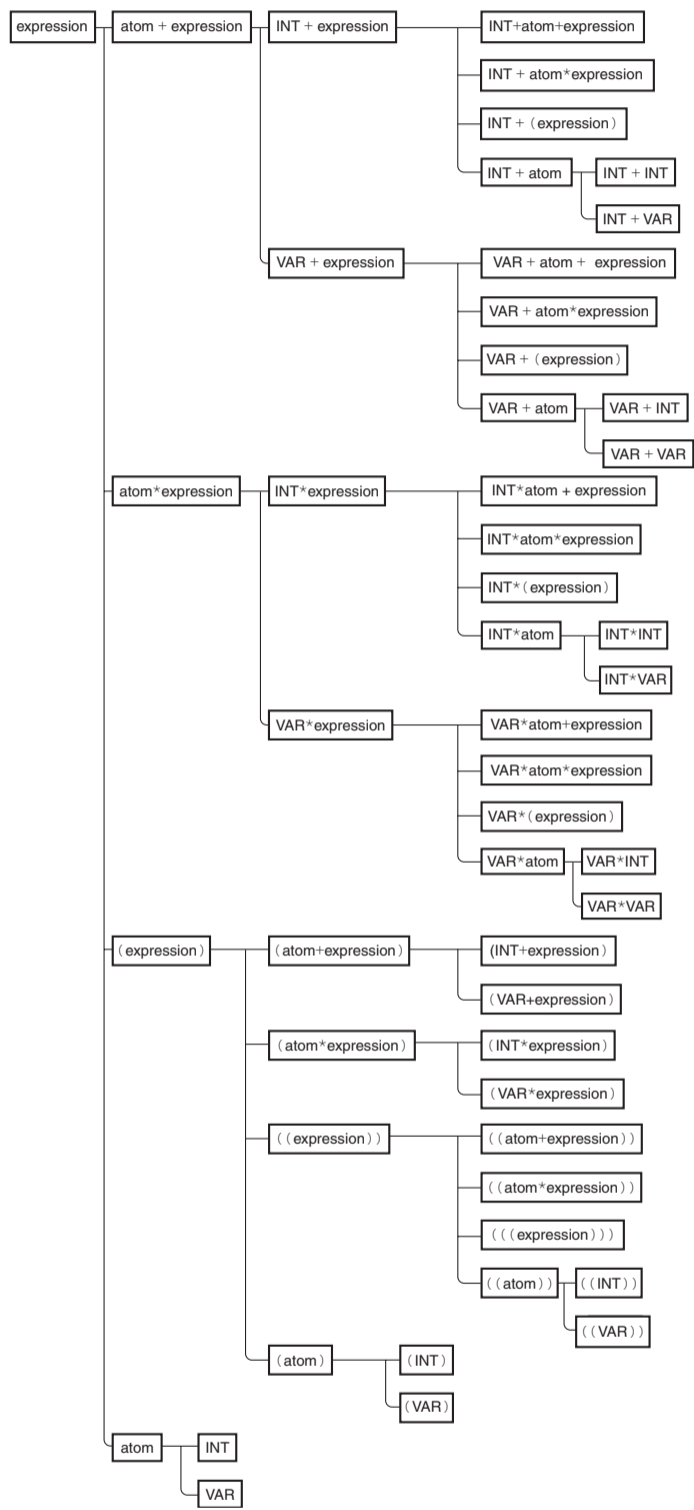 expression
atom + expression
INT + expression
INT+atom+expression
INT + atom*expression
INT + (expression)
INT + atom
INT + INT
INT + VAR
VAR + expression
VAR + atom + expression
VAR + atom*expression
VAR + (expression)
VAR + atom
VAR + INT
VAR + VAR
atom*expression
INT*expression
INT*atom + expression
INT*atom*expression
INT*(expression)
INT*atom
INT*INT
INT*VAR
VAR*expression
VAR*atom+expression
VAR*atom*expression
VAR*(expression)
VAR*atom
VAR*INT
VAR*VAR
(expression)
(atom+expression)
(INT+expression)
(VAR+expression)
(atom*expression)
(INT*expression)
(VAR*expression)
((expression))
((atom+expression))
((atom*expression))
(((expression)))
((atom))
((INT))
((VAR))
(atom)
(INT)
(VAR)
atom
INT
VAR